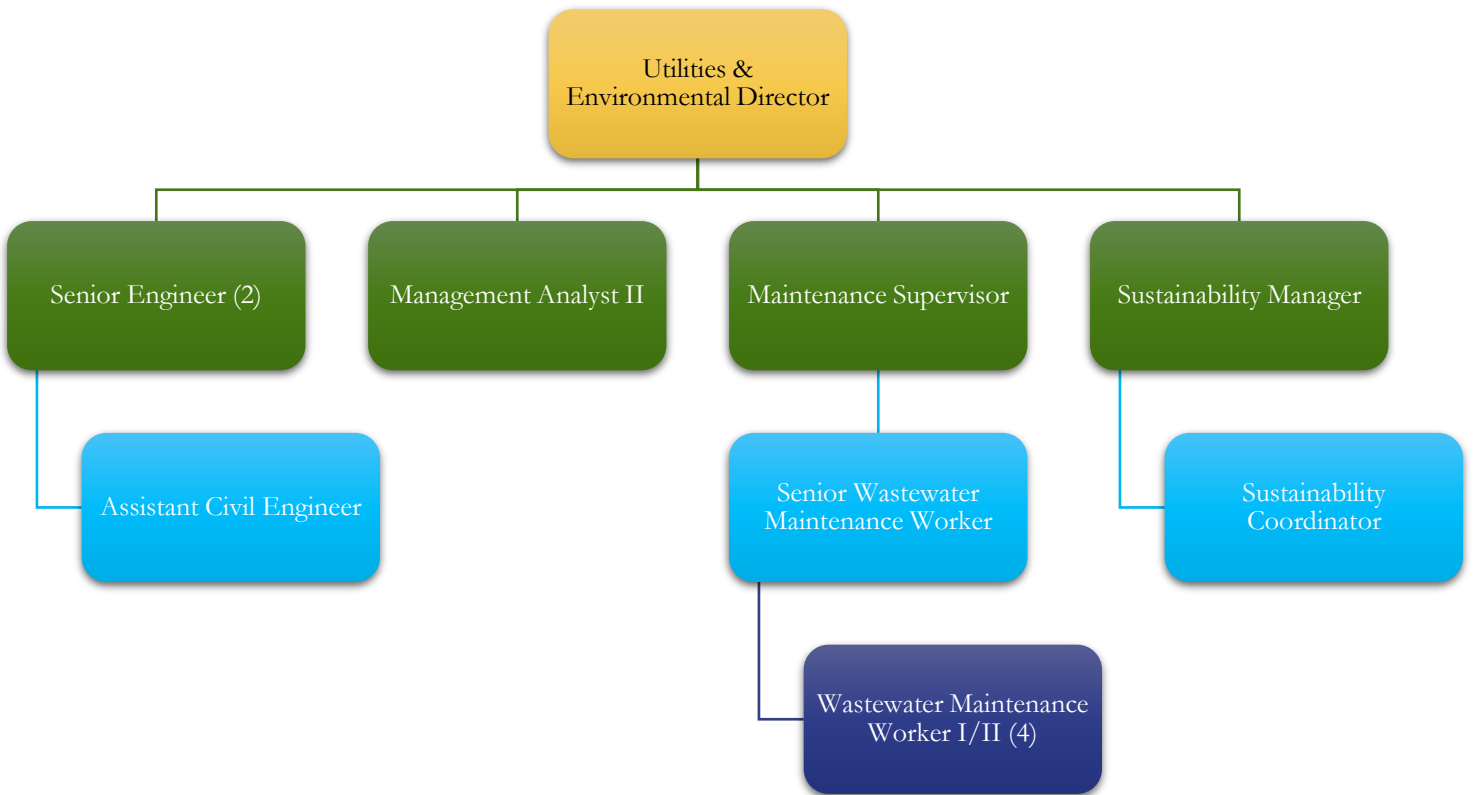 Utilities &
Environmental Director
Senior Engineer (2)
Management Analyst II
Maintenance Supervisor
Sustainability Manager
Assistant Civil Engineer
Senior Wastewater
Maintenance Worker
Sustainability
Coordinator
Wastewater Maintenance
Worker I/II (4)